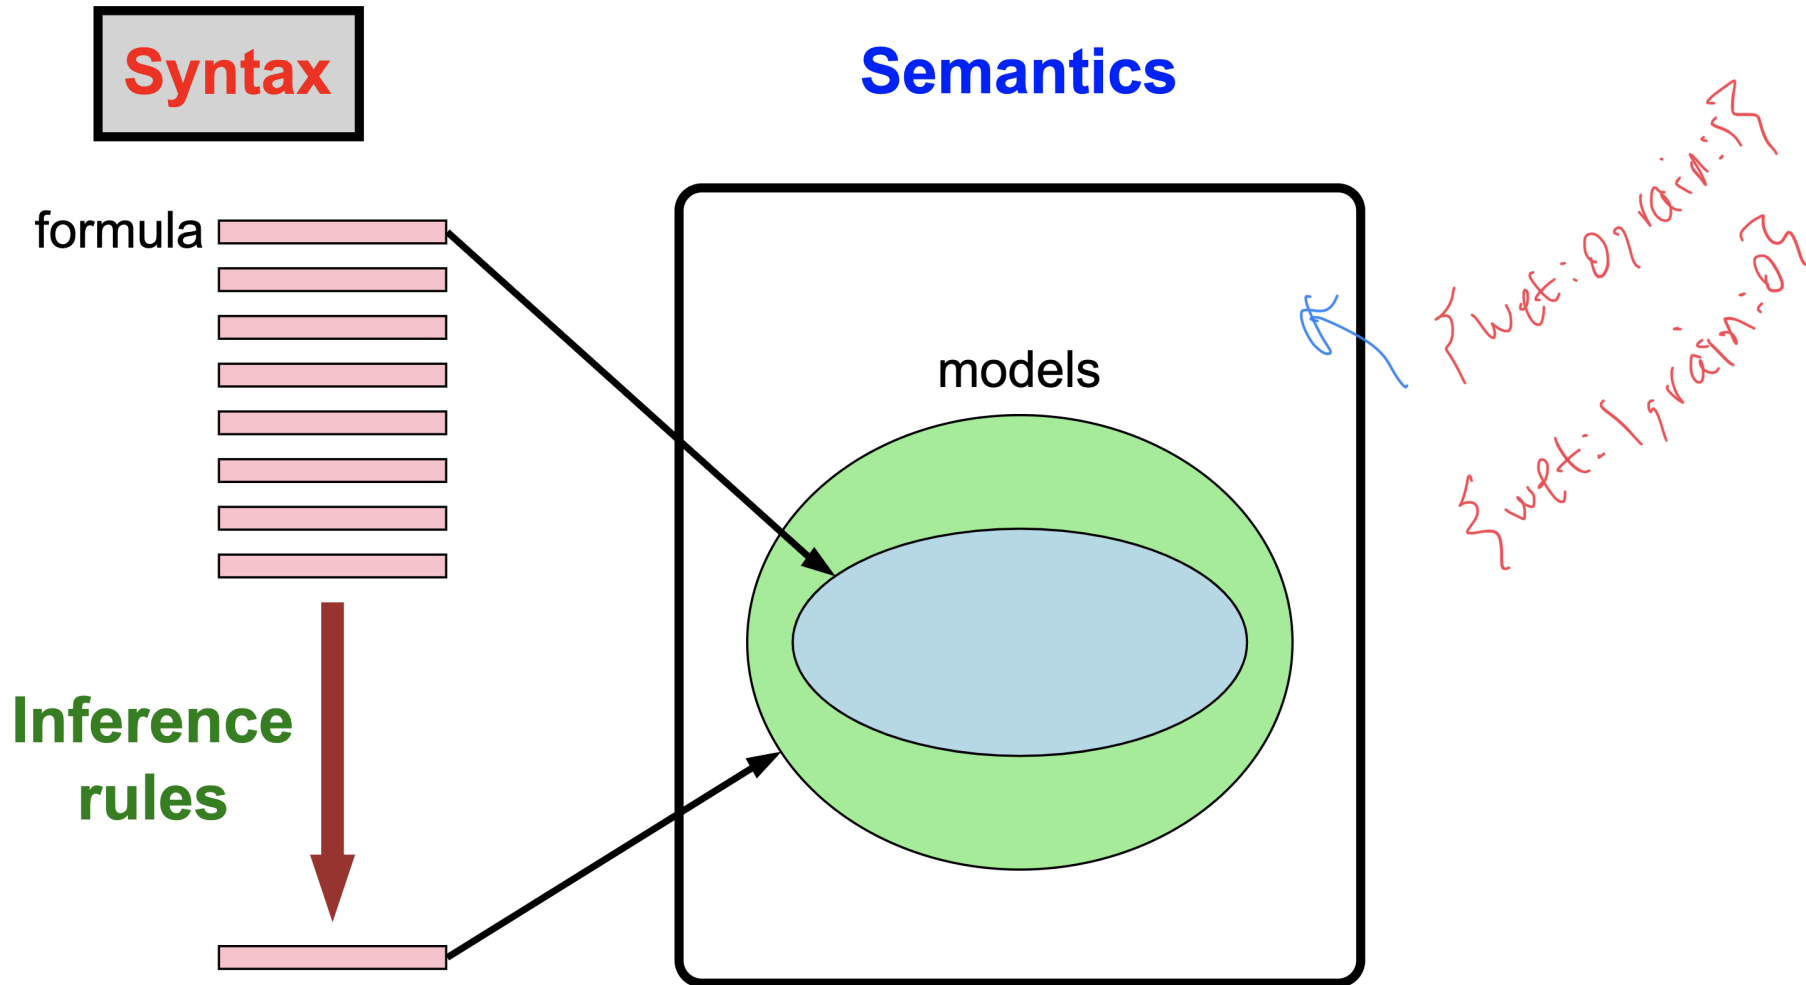 Syntax
Semantics
formula
models
Inference
rules
{wet:0, rain:1}
{wet:1, rain:0}